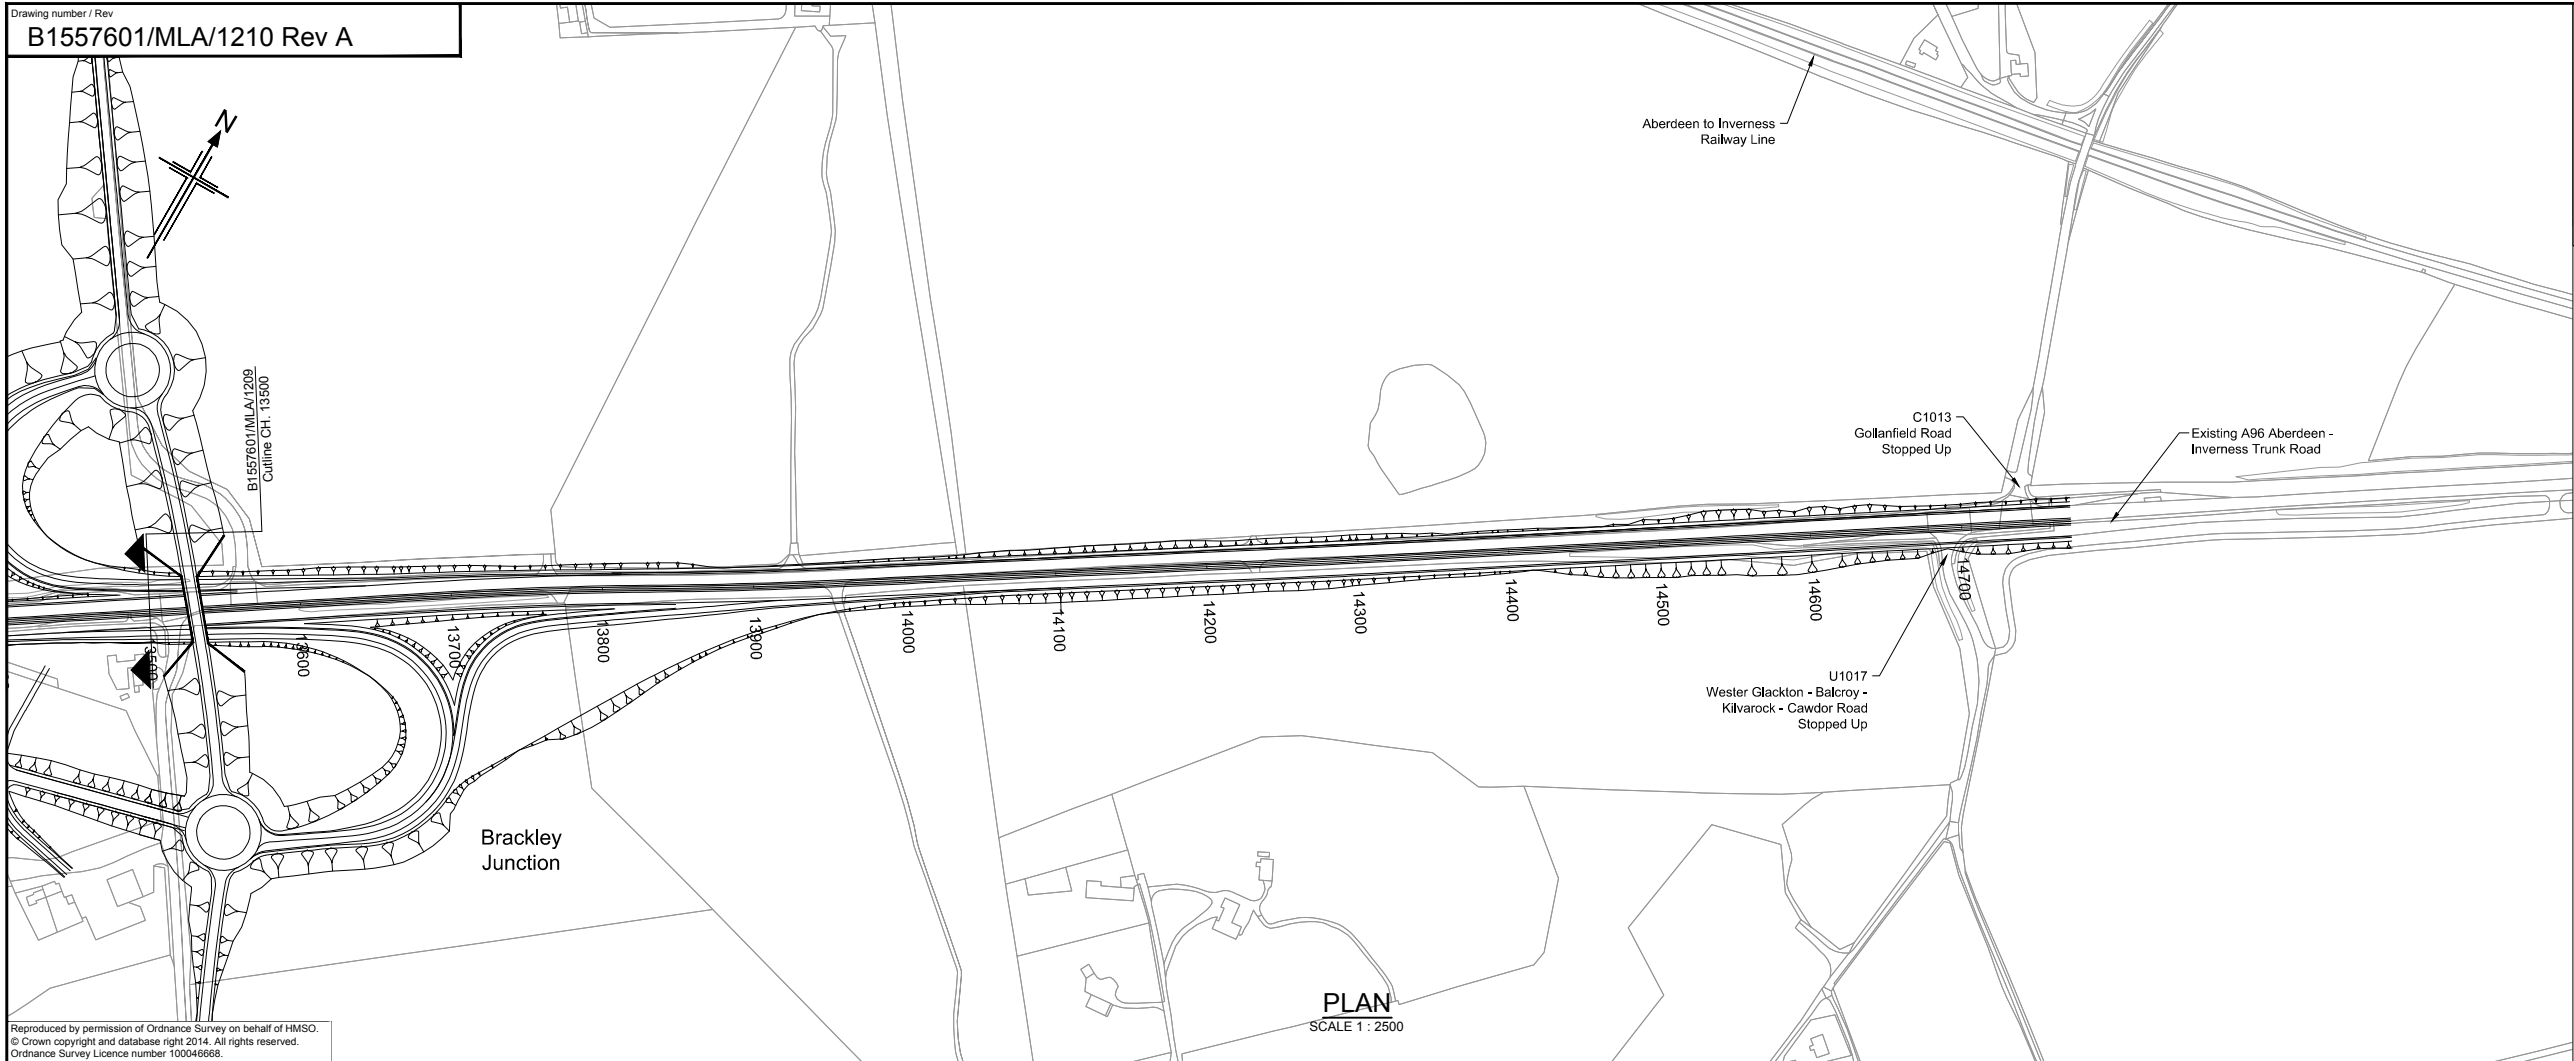 Drawing number / Rev
B1557601/MLA/1210 Rev A
N
Aberdeen to Inverness
Railway Line
B1557601/MLA/1209
Cutline CH. 13500
C1013
Gollanfield Road
Stopped Up
Existing A96 Aberdeen -
Inverness Trunk Road
13500
13600
13700
13800
13900
14000
14100
14200
14300
14400
14500
14600
14700
U1017
Wester Glackton - Balcroy -
Kilvarock - Cawdor Road
Stopped Up
Brackley
Junction
PLAN
SCALE 1 : 2500
Reproduced by permission of Ordnance Survey on behalf of HMSO.
© Crown copyright and database right 2014. All rights reserved.
Ordnance Survey Licence number 100046668.